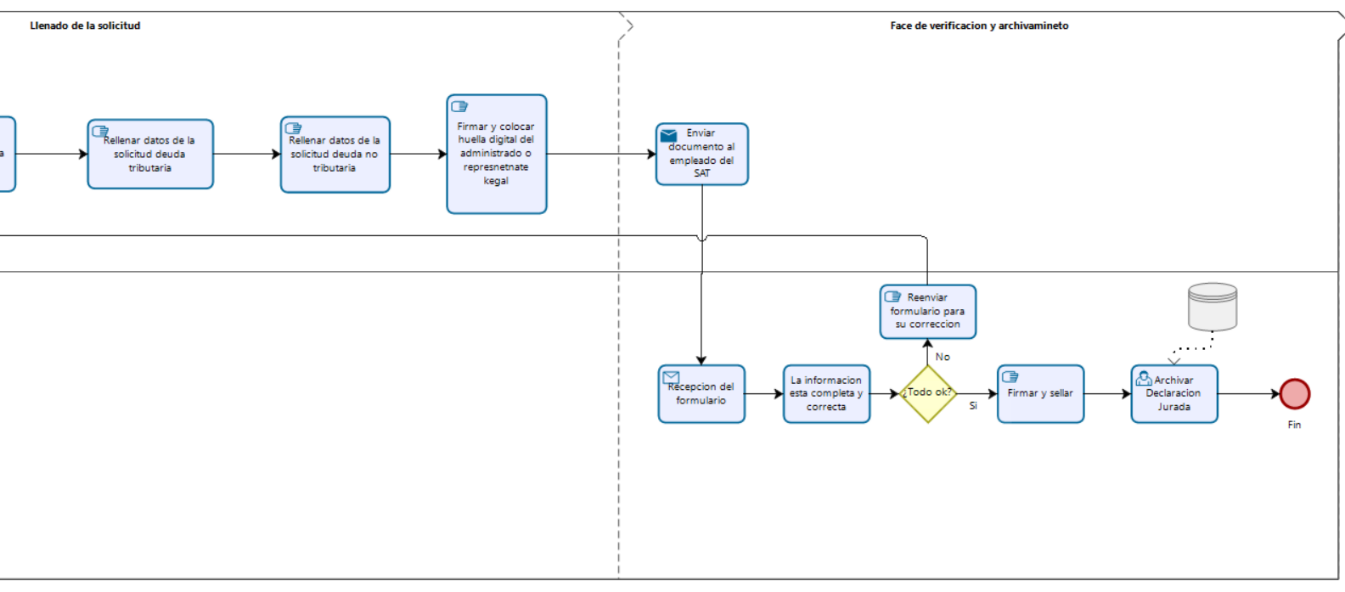 Llenado de la solicitud
Face de verificacion y archivamineto
a
Rellenar datos de la
solicitud deuda
tributaria
Rellenar datos de la
solicitud deuda no
tributaria
Firmar y colocar
huella digital del
administrado o
represnetnate
kegal
Enviar
documento al
empleado del
SAT
Reenviar
formulario para
su correccion
No
Recepcion del
formulario
La informacion
esta completa y
correcta
¿Todo ok?
Si
Firmar y sellar
Archivar
Declaracion
Jurada
Fin